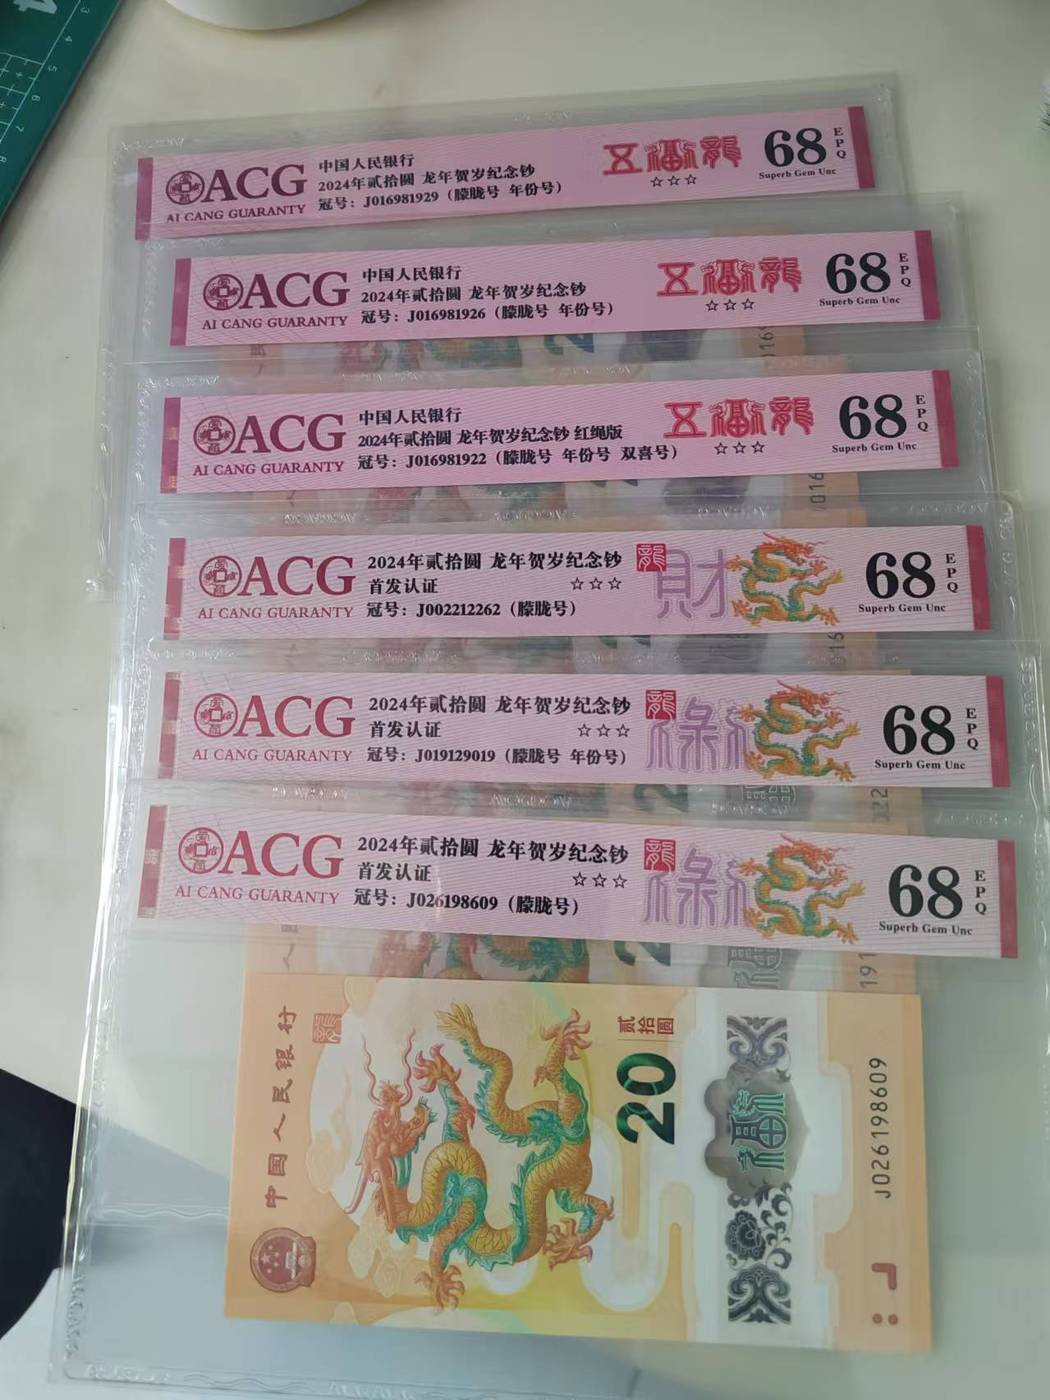 ACG
AI CANG GUARANTY
中国人民银行
2024年贰拾圆 龙年贺岁纪念钞
冠号：J016981929（朦胧号 年份号）
五福龍
☆☆☆
68
EPQ
Superb Gem Unc
ACG
AI CANG GUARANTY
中国人民银行
2024年贰拾圆 龙年贺岁纪念钞
冠号：J016981926（朦胧号 年份号）
五福龍
☆☆☆
68
EPQ
Superb Gem Unc
ACG
AI CANG GUARANTY
中国人民银行
2024年贰拾圆 龙年贺岁纪念钞 红绳版
冠号：J016981922（朦胧号 年份号 双喜号）
五福龍
☆☆☆
68
EPQ
Superb Gem Unc
ACG
AI CANG GUARANTY
2024年贰拾圆 龙年贺岁纪念钞
首发认证 ☆☆☆
冠号：J002212262（朦胧号）
龍
財
68
EPQ
Superb Gem Unc
ACG
AI CANG GUARANTY
2024年贰拾圆 龙年贺岁纪念钞
首发认证 ☆☆☆
冠号：J019129019（朦胧号 年份号）
龍
祿
68
EPQ
Superb Gem Unc
ACG
AI CANG GUARANTY
2024年贰拾圆 龙年贺岁纪念钞
首发认证 ☆☆☆
冠号：J026198609（朦胧号）
龍
祿
68
EPQ
Superb Gem Unc
中国人民银行
龍
贰拾圆
20
福
J026198609